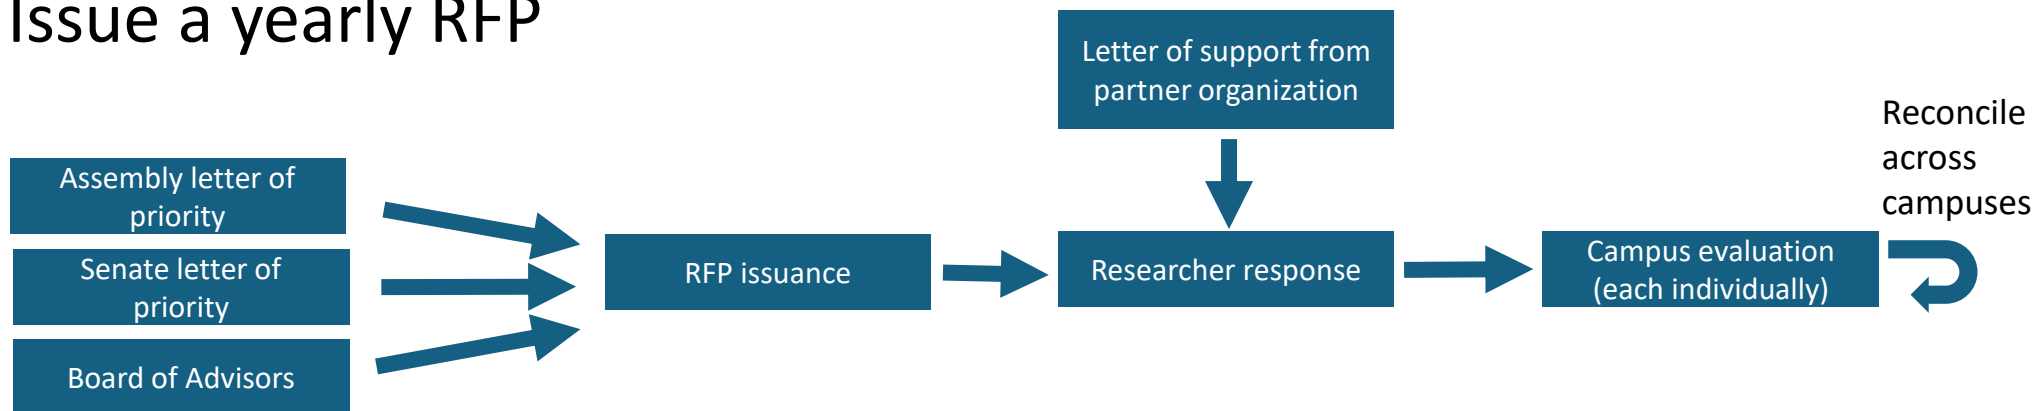 Issue a yearly RFP
Letter of support from
partner organization
Reconcile
across
campuses
Assembly letter of
priority
Senate letter of
priority
Board of Advisors
RFP issuance
Researcher response
Campus evaluation
(each individually)